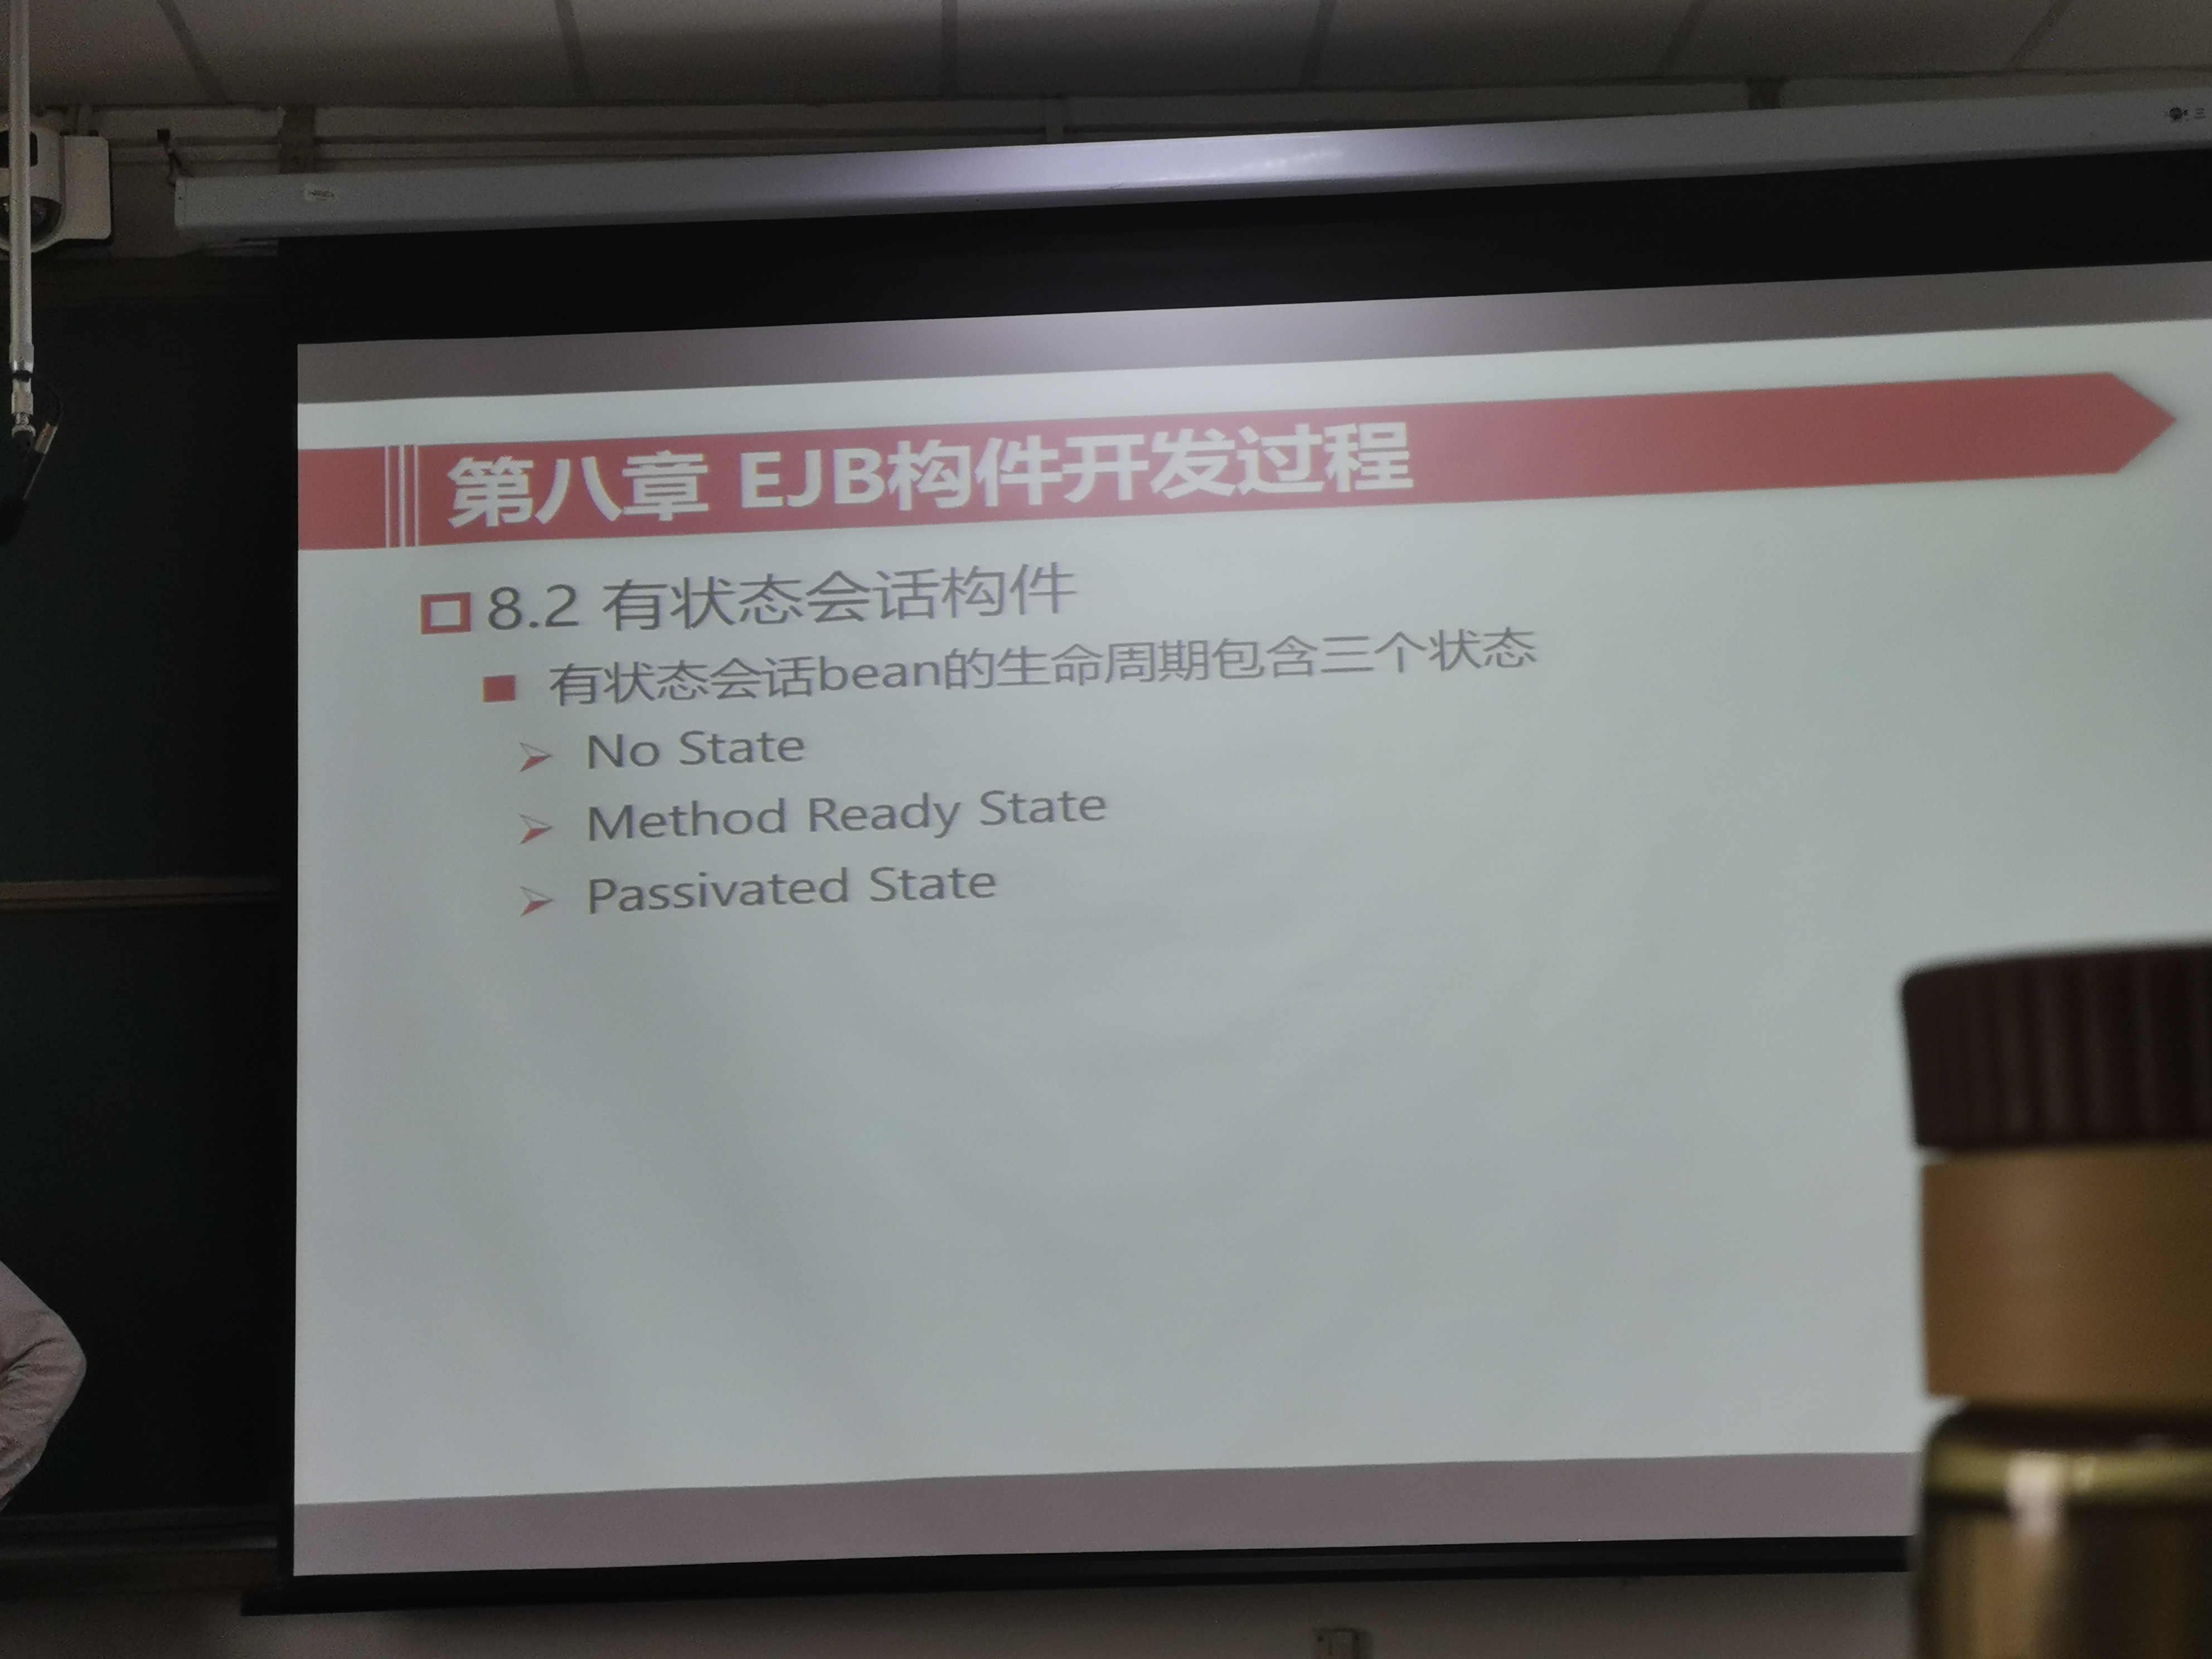 第八章 EJB构件开发过程
8.2 有状态会话构件
有状态会话bean的生命周期包含三个状态
No State
Method Ready State
Passivated State